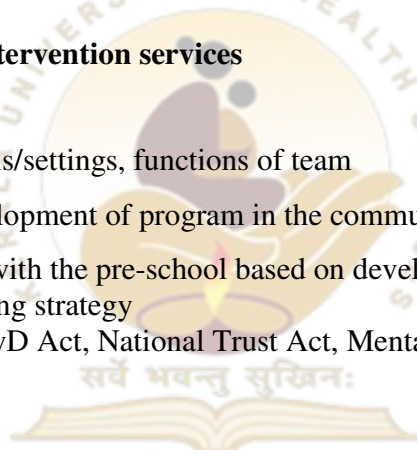 tervention services
s/settings, functions of team
lopment of program in the commu
with the pre-school based on devel
ng strategy
vD Act, National Trust Act, Menta
सर्वे भवन्तु सुखिन: